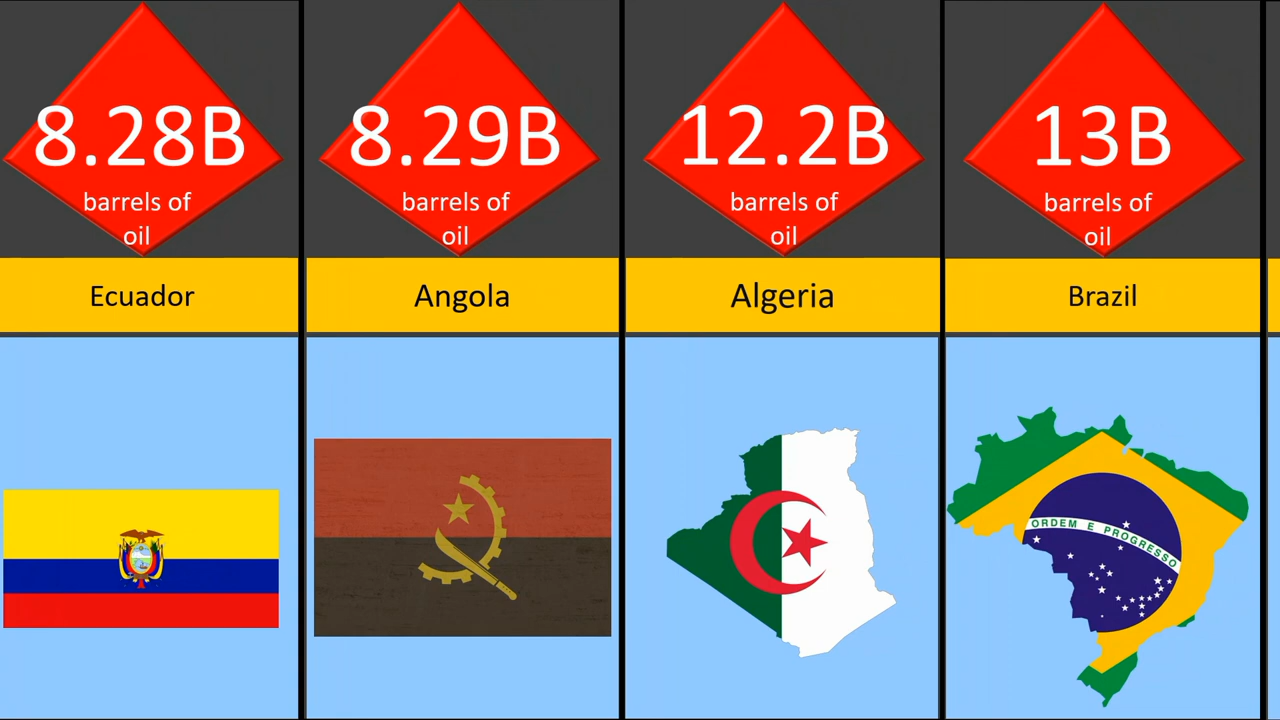 8.28B
barrels of
oil
Ecuador
8.29B
barrels of
oil
Angola
12.2B
barrels of
oil
Algeria
13B
barrels of
oil
Brazil
ORDEM E PROGRESSO